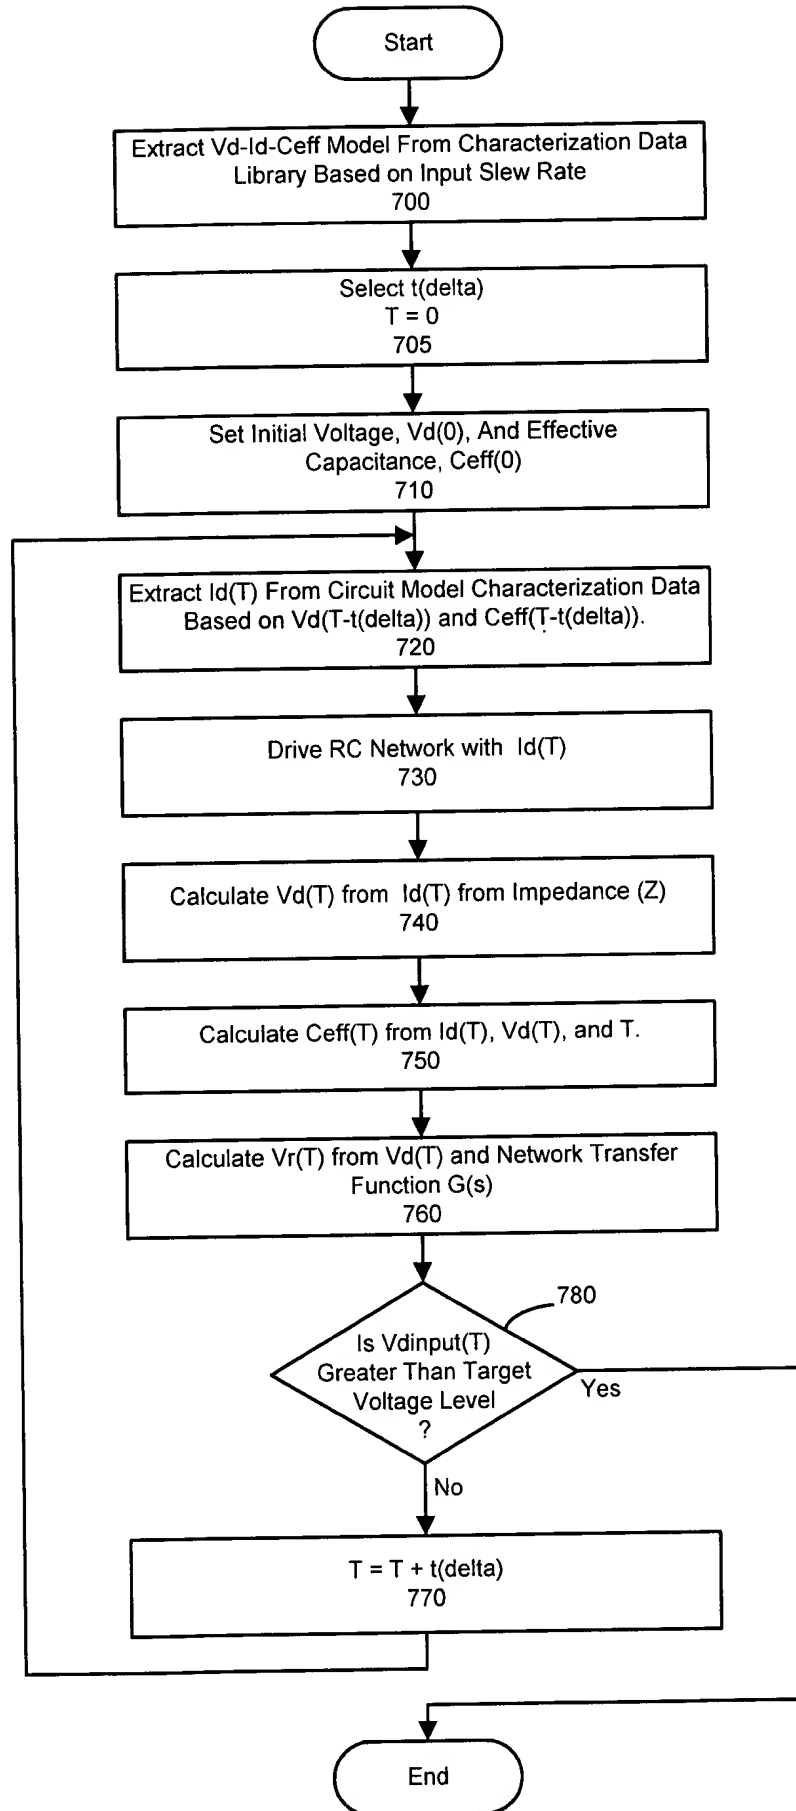 Start
Extract Vd-Id-Ceff Model From Characterization Data
Library Based on Input Slew Rate
700
Select t(delta)
T = 0
705
Set Initial Voltage, Vd(0), And Effective
Capacitance, Ceff(0)
710
Extract Id(T) From Circuit Model Characterization Data
Based on Vd(T-t(delta)) and Ceff(T-t(delta)).
720
Drive RC Network with Id(T)
730
Calculate Vd(T) from Id(T) from Impedance (Z)
740
Calculate Ceff(T) from Id(T), Vd(T), and T.
750
Calculate Vr(T) from Vd(T) and Network Transfer
Function G(s)
760
780
Is Vdinput(T)
Greater Than Target
Voltage Level
?
Yes
No
T = T + t(delta)
770
End